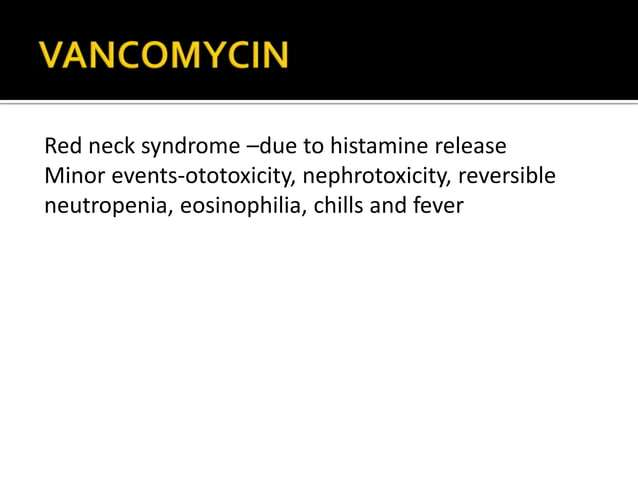 VANCOMYCIN
Red neck syndrome –due to histamine release
Minor events-ototoxicity, nephrotoxicity, reversible
neutropenia, eosinophilia, chills and fever